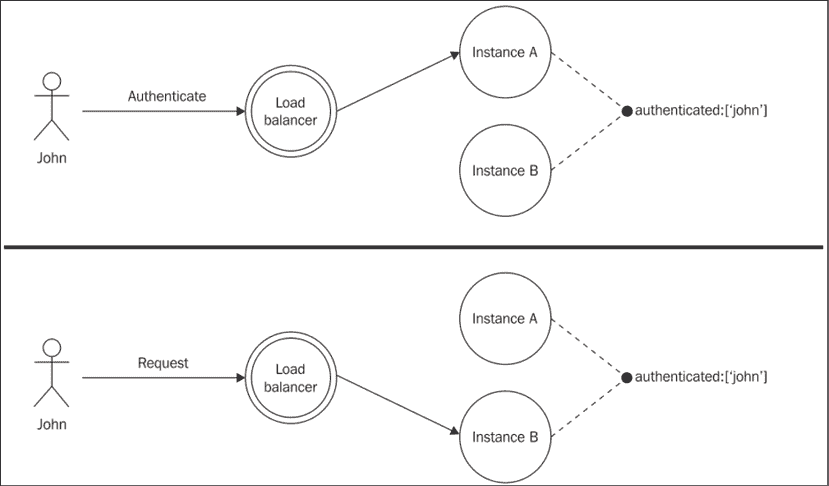 Authenticate
John
Load
balancer
Instance A
Instance B
authenticated:[‘john’]
Request
John
Load
balancer
Instance A
Instance B
authenticated:[‘john’]